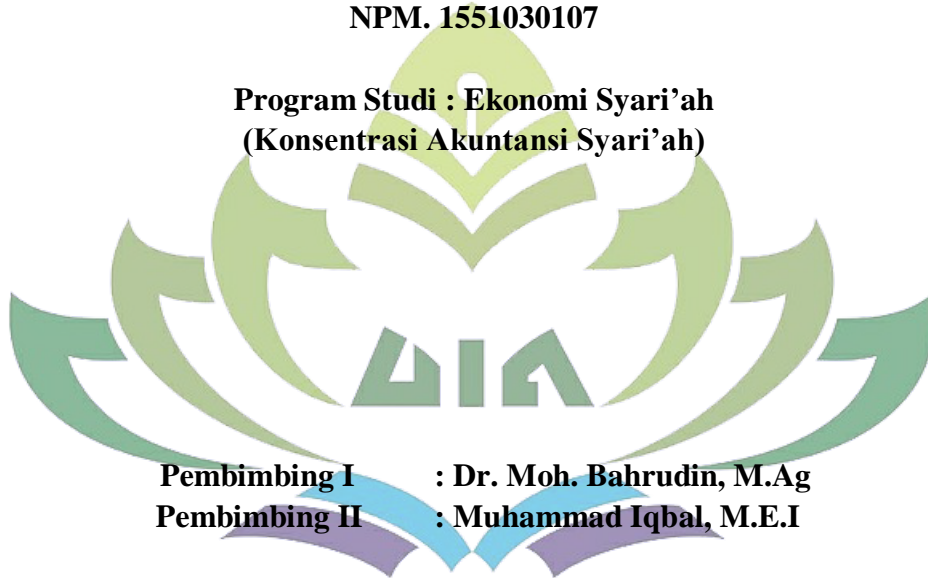 NPM. 1551030107
Program Studi : Ekonomi Syari’ah
(Konsentrasi Akuntansi Syari’ah)
UIN
Pembimbing I : Dr. Moh. Bahrudin, M.Ag
Pembimbing II : Muhammad Iqbal, M.E.I